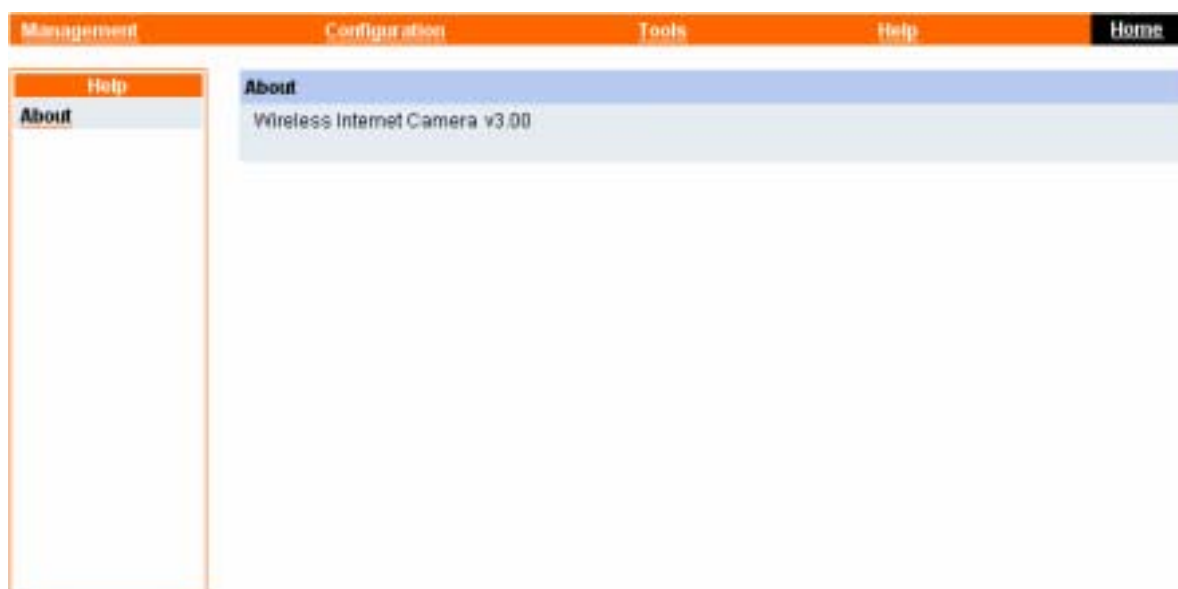 Management Configuration Tools Help Home
Help
About
About
Wireless Internet Camera v3.00